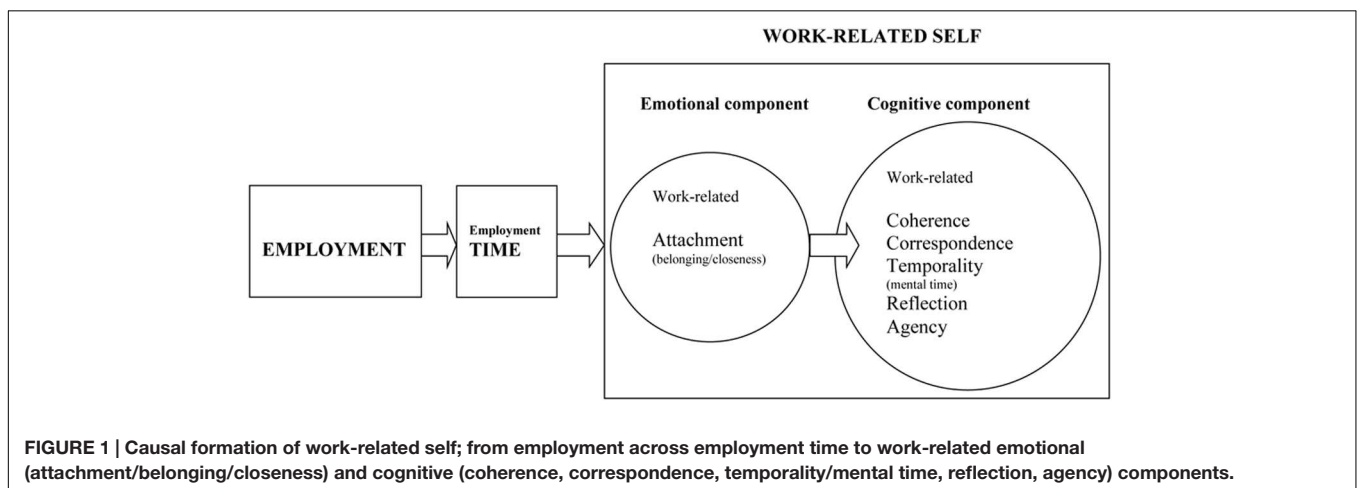 WORK-RELATED SELF
Emotional component
Cognitive component
EMPLOYMENT
Employment
TIME
Work-related
Attachment
(belonging/closeness)
Work-related
Coherence
Correspondence
Temporality
(mental time)
Reflection
Agency
FIGURE 1 | Causal formation of work-related self; from employment across employment time to work-related emotional
(attachment/belonging/closeness) and cognitive (coherence, correspondence, temporality/mental time, reflection, agency) components.